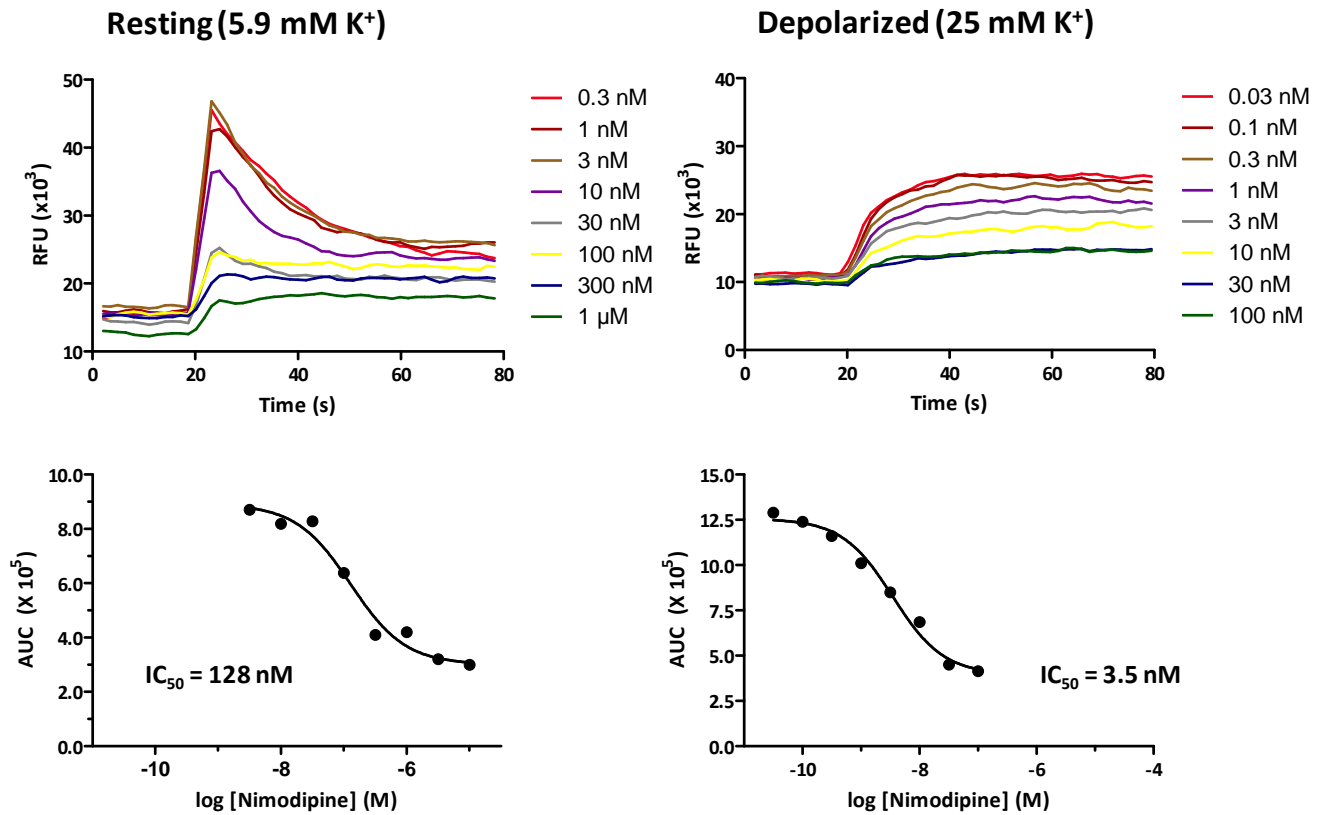 Resting (5.9 mM K⁺)
Depolarized (25 mM K⁺)
50
40
30
20
10
RFU (x10³)
0 20 40 60 80
Time (s)
0.3 nM
1 nM
3 nM
10 nM
30 nM
100 nM
300 nM
1 µM
40
30
20
10
0
RFU (x10³)
0 20 40 60 80
Time (s)
0.03 nM
0.1 nM
0.3 nM
1 nM
3 nM
10 nM
30 nM
100 nM
10.0
8.0
6.0
4.0
2.0
0.0
AUC (X 10⁵)
IC₅₀ = 128 nM
-10 -8 -6
log [Nimodipine] (M)
15.0
12.5
10.0
7.5
5.0
2.5
0.0
AUC (X 10⁵)
IC₅₀ = 3.5 nM
-10 -8 -6 -4
log [Nimodipine] (M)